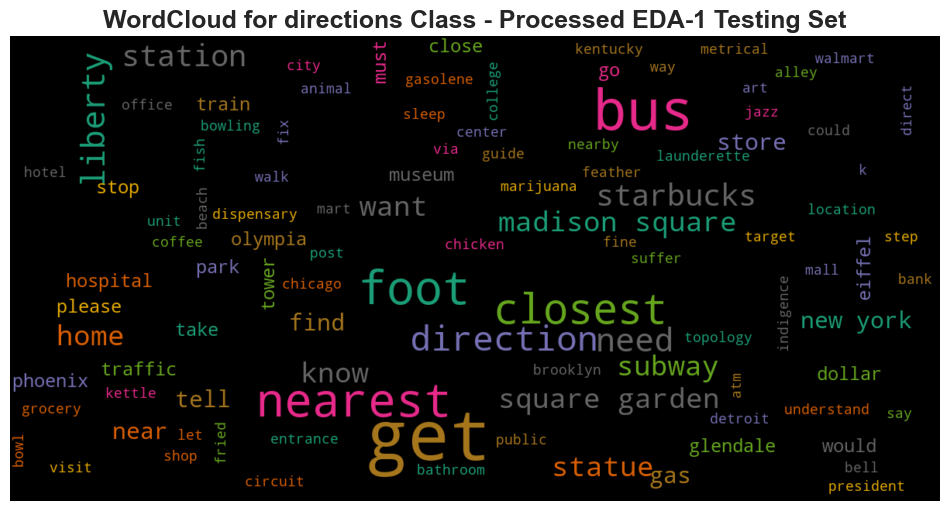 WordCloud for directions Class - Processed EDA-1 Testing Set
station
liberty
must
close
kentucky
metrical
walmart
city
animal
gasolene
college
go
way
alley
art
direct
office
train
sleep
bus
jazz
bowling
fix
center
store
could
fish
via
guide
nearby
launderette
hotel
stop
walk
museum
feather
k
beach
marijuana
starbucks
unit
dispensary
mart
want
madison square
location
coffee
olympia
post
chicken
fine
target
step
suffer
hospital
park
tower
chicago
foot
mall
eiffel
bank
please
closest
indigence
home
take
find
direction
need
topology
new york
phoenix
traffic
know
brooklyn
subway
atm
dollar
kettle
nearest
square garden
grocery
tell
detroit
understand
say
bowl
near
let
fried
entrance
get
public
glendale
would
visit
shop
bathroom
statue
gas
bell
circuit
president